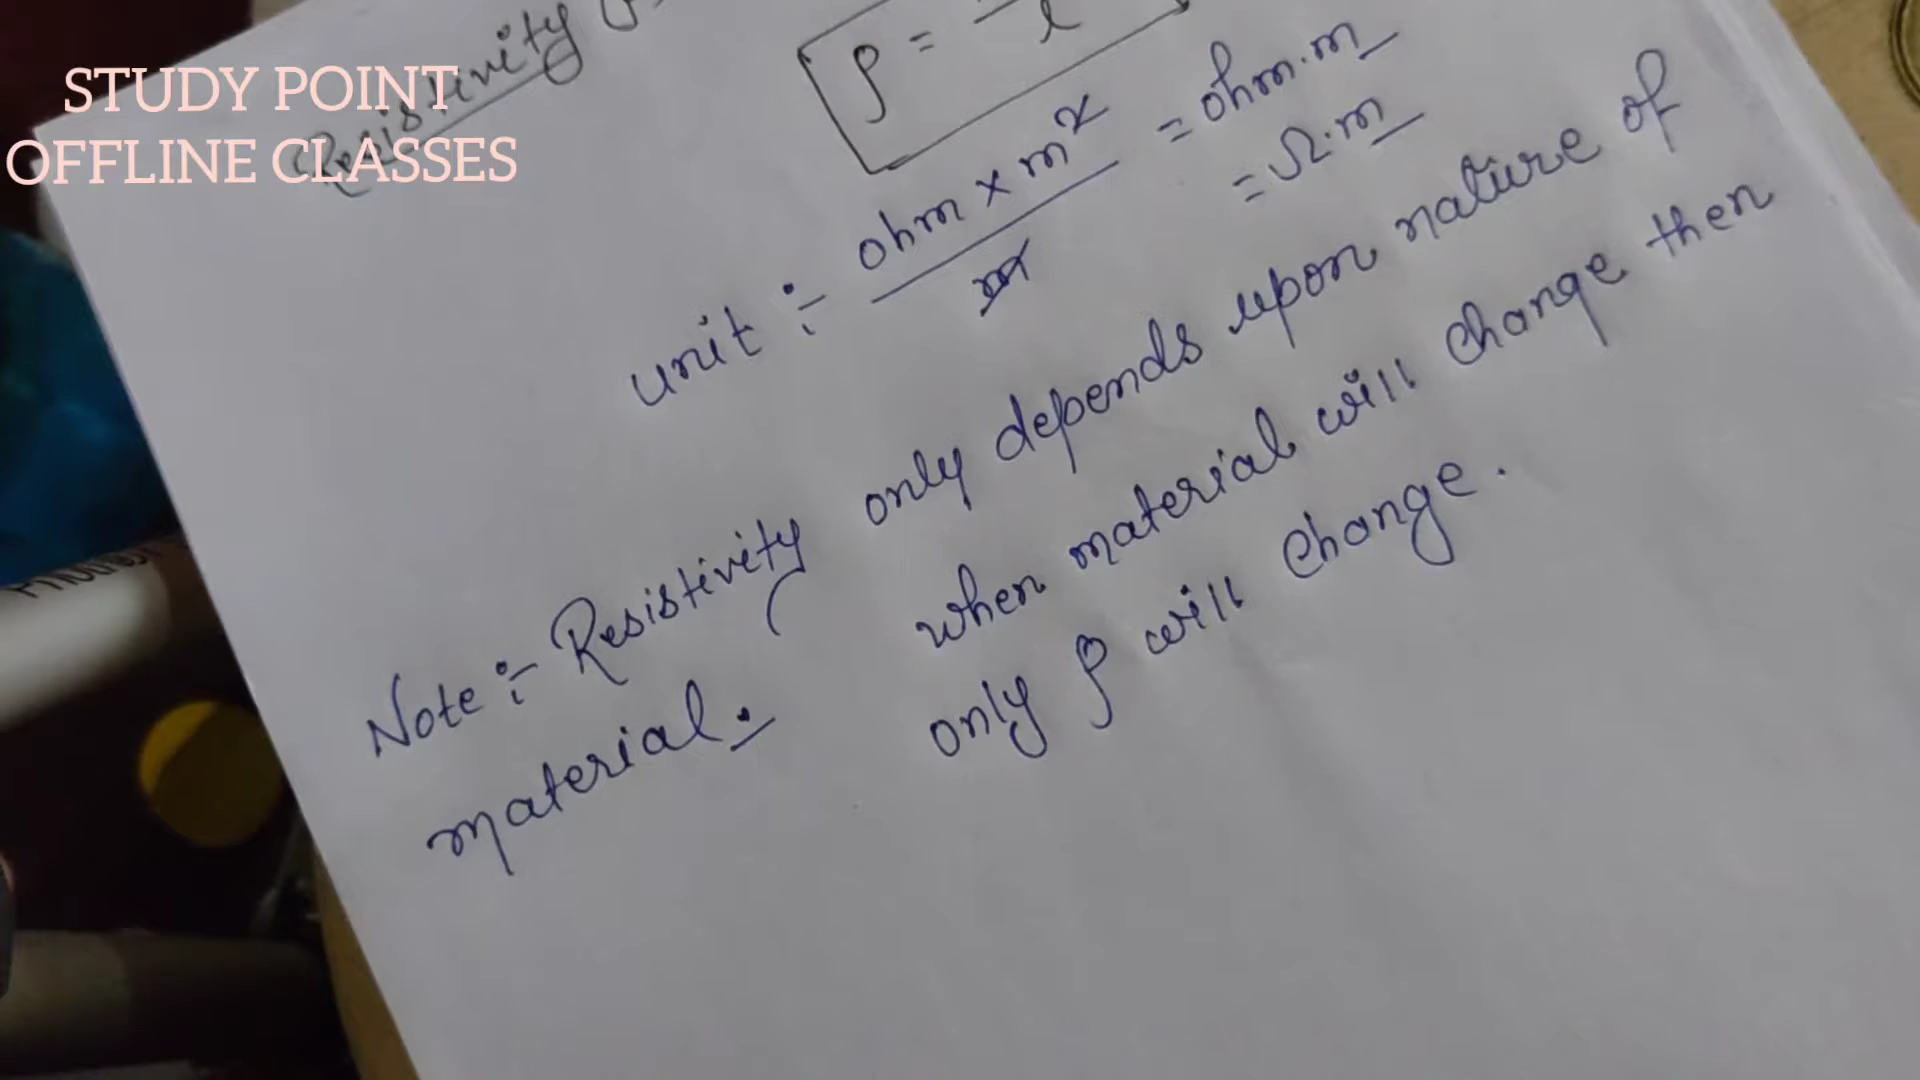 STUDY POINT
OFFLINE CLASSES
Resistivity
ρ = —/l
unit :- ohm × m² / m = ohm.m
= Ω.m
Note :- Resistivity only depends upon nature of
material. when material will change then
only ρ will change.